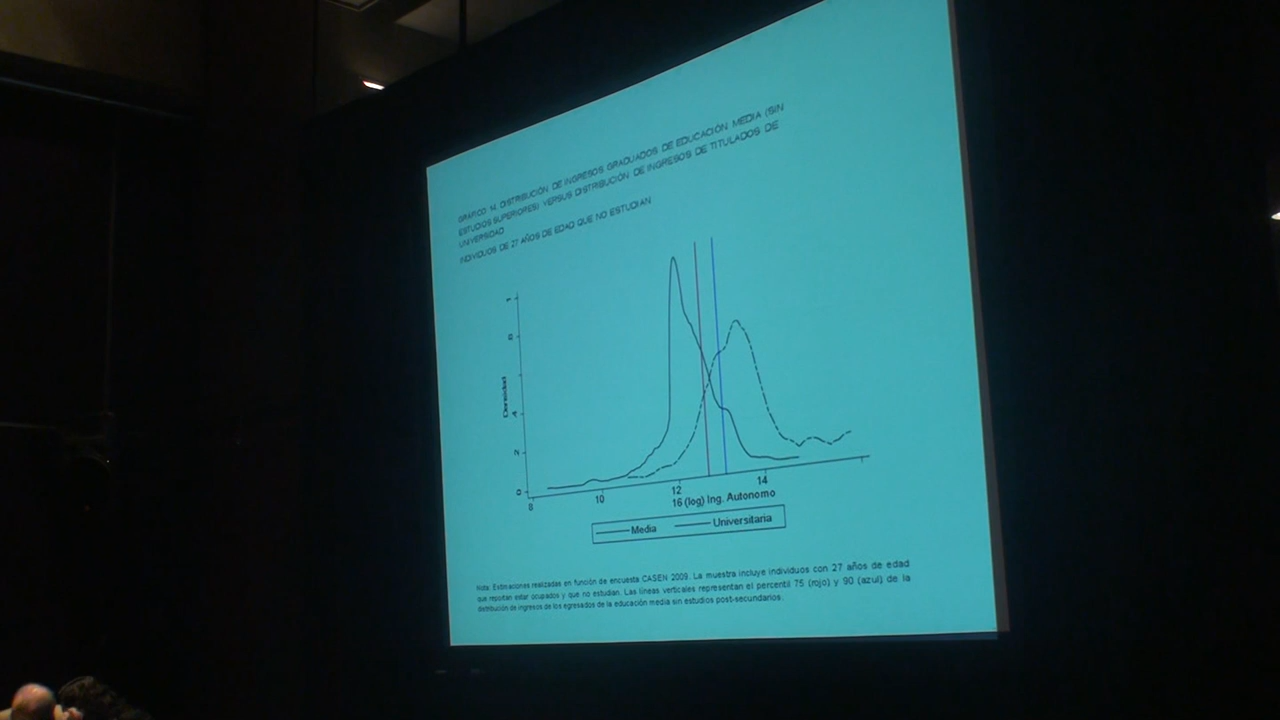 GRÁFICO 14. DISTRIBUCIÓN DE INGRESOS GRADUADOS DE EDUCACIÓN MEDIA (SIN
ESTUDIOS SUPERIORES) VERSUS DISTRIBUCIÓN DE INGRESOS DE TITULADOS DE
UNIVERSIDAD
INDIVIDUOS DE 27 AÑOS DE EDAD QUE NO ESTUDIAN
1
.8
Densidad
.4
.2
0
8 10 12 14
16 (log) Ing. Autonomo
Media Universitaria
Nota: Estimaciones realizadas en función de encuesta CASEN 2009. La muestra incluye individuos con 27 años de edad
que reportan estar ocupados y que no estudian. Las líneas verticales representan el percentil 75 (rojo) y 90 (azul) de la
distribución de ingresos de los egresados de la educación media sin estudios post-secundarios.